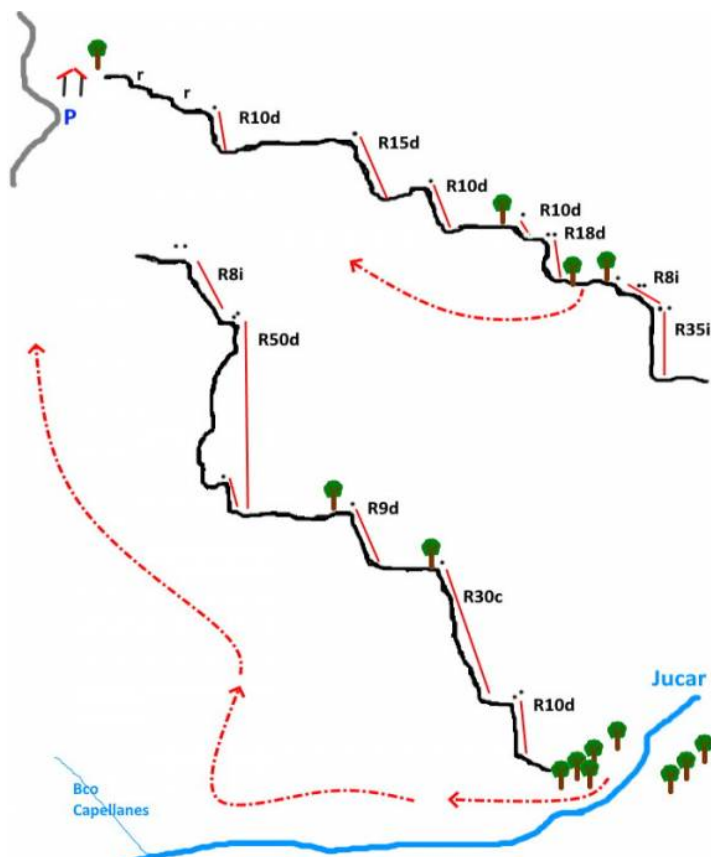 r
r
P
R10d
R15d
R10d
R10d
R18d
R8i
R35i
R8i
R50d
R9d
R30c
R10d
Jucar
Bco
Capellanes